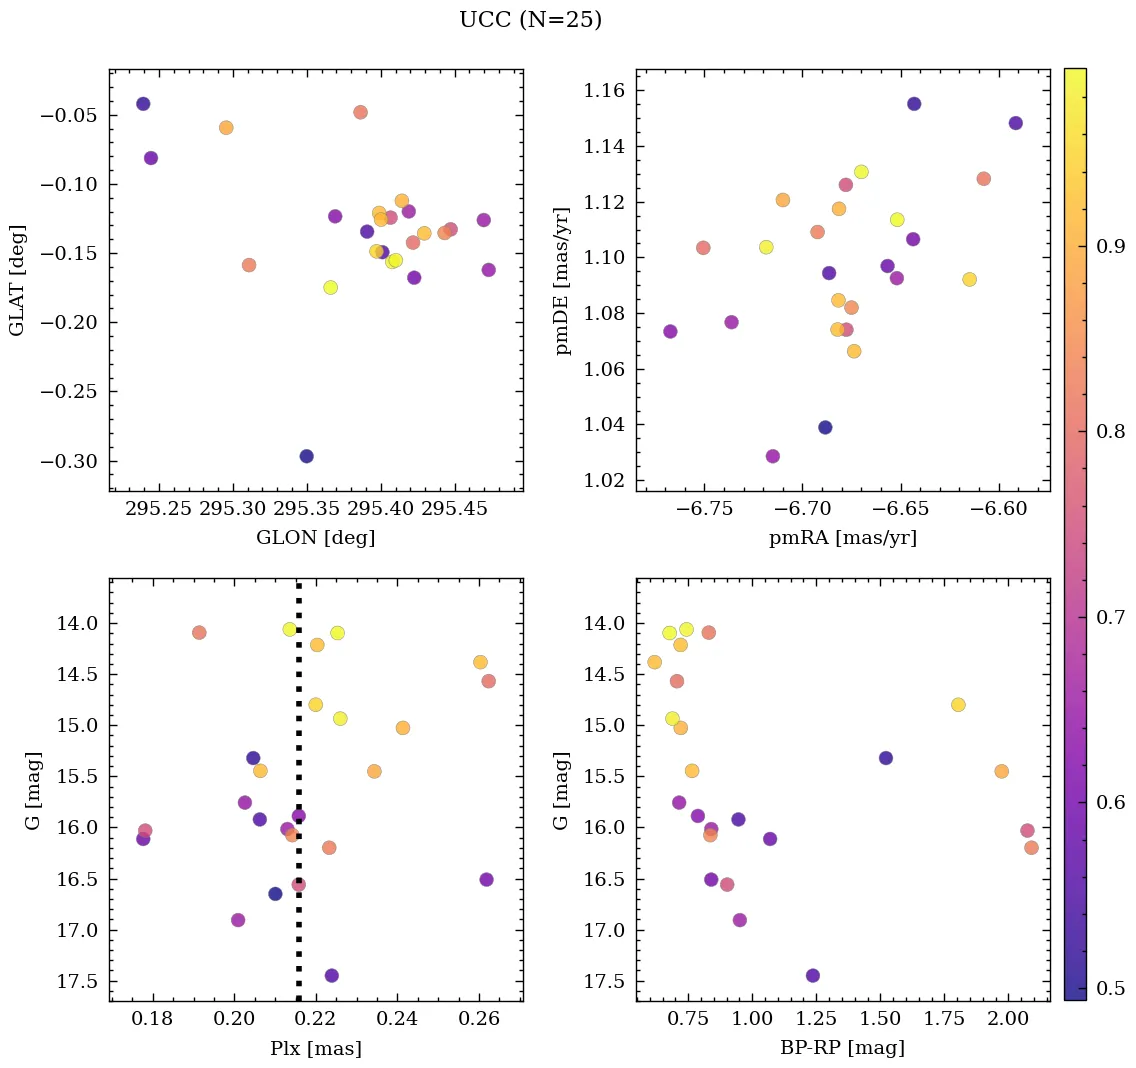 UCC (N=25)
−0.05
−0.10
−0.15
−0.20
−0.25
−0.30
GLAT [deg]
295.25 295.30 295.35 295.40 295.45
GLON [deg]
1.16
1.14
1.12
1.10
1.08
1.06
1.04
1.02
pmDE [mas/yr]
−6.75 −6.70 −6.65 −6.60
pmRA [mas/yr]
14.0
14.5
15.0
15.5
16.0
16.5
17.0
17.5
G [mag]
0.18 0.20 0.22 0.24 0.26
Plx [mas]
14.0
14.5
15.0
15.5
16.0
16.5
17.0
17.5
G [mag]
0.75 1.00 1.25 1.50 1.75 2.00
BP-RP [mag]
0.9
0.8
0.7
0.6
0.5